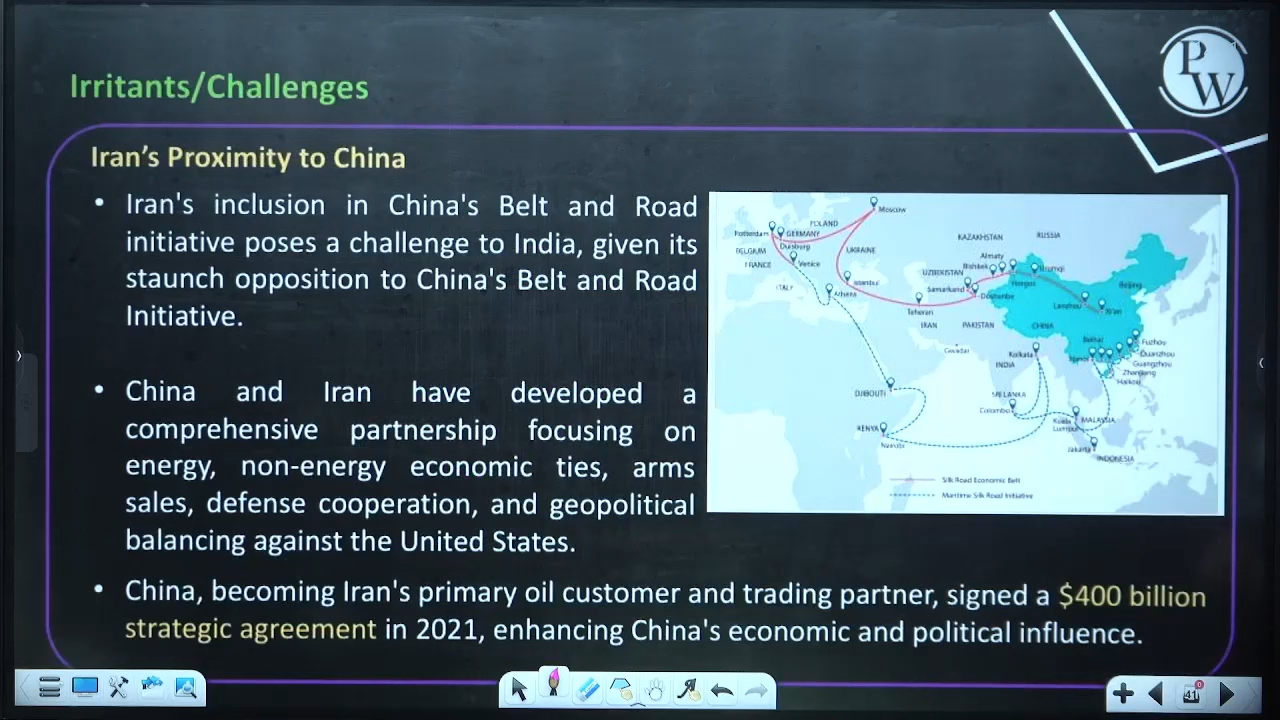 Irritants/Challenges
PW
Iran's Proximity to China
• Iran's inclusion in China's Belt and Road
initiative poses a challenge to India, given its
staunch opposition to China's Belt and Road
Initiative.
• China and Iran have developed a
comprehensive partnership focusing on
energy, non-energy economic ties, arms
sales, defense cooperation, and geopolitical
balancing against the United States.
• China, becoming Iran's primary oil customer and trading partner, signed a $400 billion
strategic agreement in 2021, enhancing China's economic and political influence.
Moscow
POLAND
Rotterdam
GERMANY
Duisburg
BELGIUM
FRANCE
Venice
UKRAINE
KAZAKHSTAN
RUSSIA
Almaty
Bishkek
Urumqi
UZBEKISTAN
Horgos
Samarkand
Dushanbe
ITALY
Athens
Istanbul
Teheran
IRAN
PAKISTAN
Gwadar
Beijing
Lanzhou
Xi'an
CHINA
Beihai
Hanoi
Fuzhou
Quanzhou
Guangzhou
Zhanjiang
Haikou
Kolkata
INDIA
DJIBOUTI
SRI LANKA
Colombo
KENYA
Nairobi
Kuala
Lumpur
MALAYSIA
Jakarta
INDONESIA
Silk Road Economic Belt
Maritime Silk Road Initiative
41